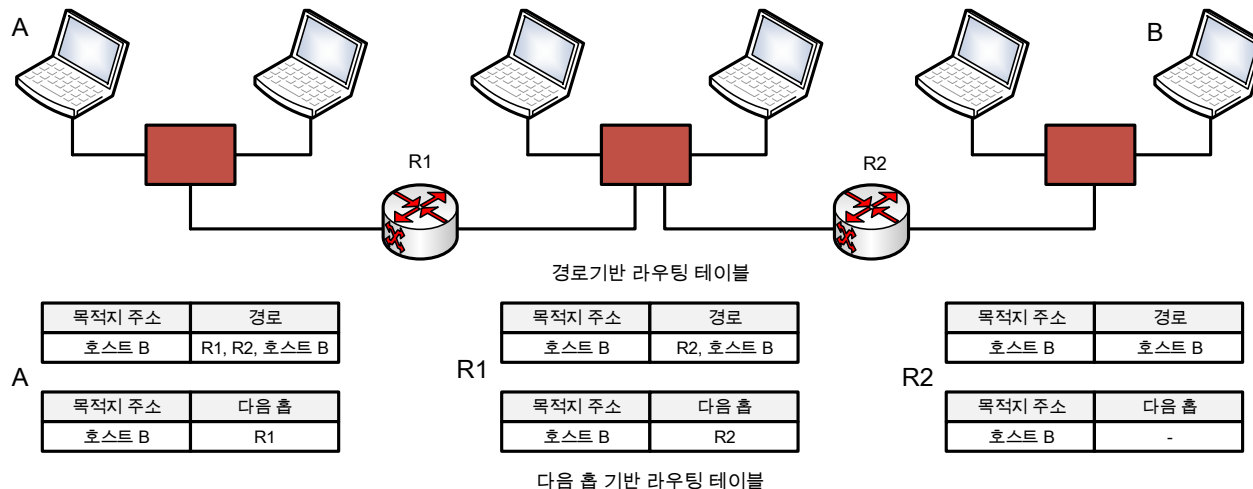 A
B
R1
R2
경로기반 라우팅 테이블
목적지 주소 경로
호스트 B R1, R2, 호스트 B
목적지 주소 경로
호스트 B R2, 호스트 B
목적지 주소 경로
호스트 B 호스트 B
A
R1
R2
목적지 주소 다음 홉
호스트 B R1
목적지 주소 다음 홉
호스트 B R2
목적지 주소 다음 홉
호스트 B -
다음 홉 기반 라우팅 테이블